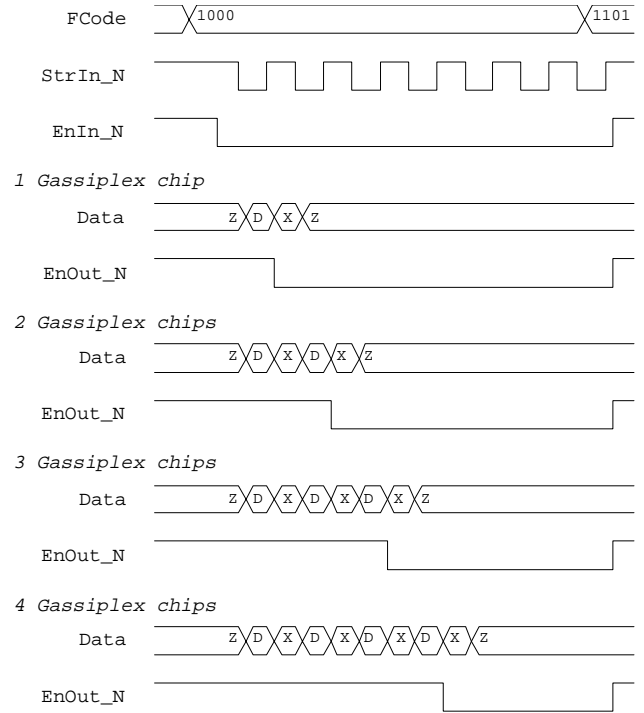 FCode 1000 1101
StrIn_N
EnIn_N
1 Gassiplex chip
Data Z D X Z
EnOut_N
2 Gassiplex chips
Data Z D X D X Z
EnOut_N
3 Gassiplex chips
Data Z D X D X D X Z
EnOut_N
4 Gassiplex chips
Data Z D X D X D X D X Z
EnOut_N